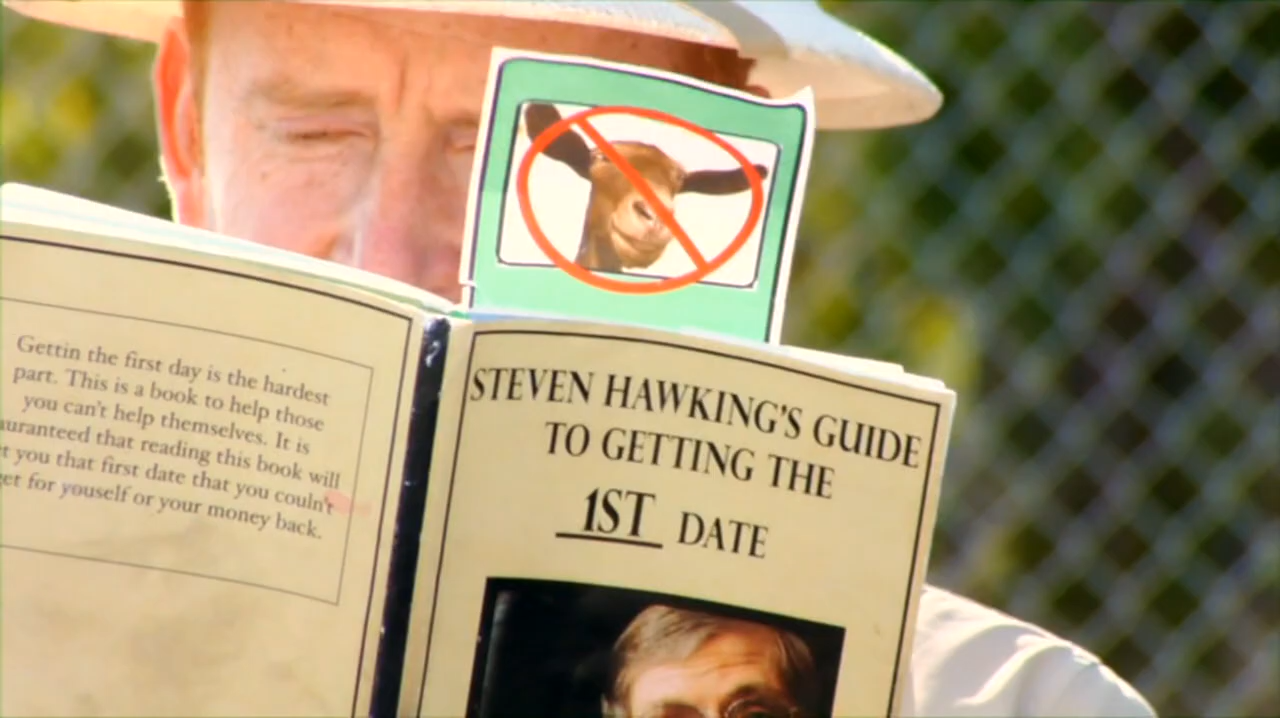 Gettin the first day is the hardest
part. This is a book to help those
you can't help themselves. It is
that reading this book will
you that first date that you couln't
for youself or your money back.
STEVEN HAWKING'S GUIDE
TO GETTING THE
1ST DATE